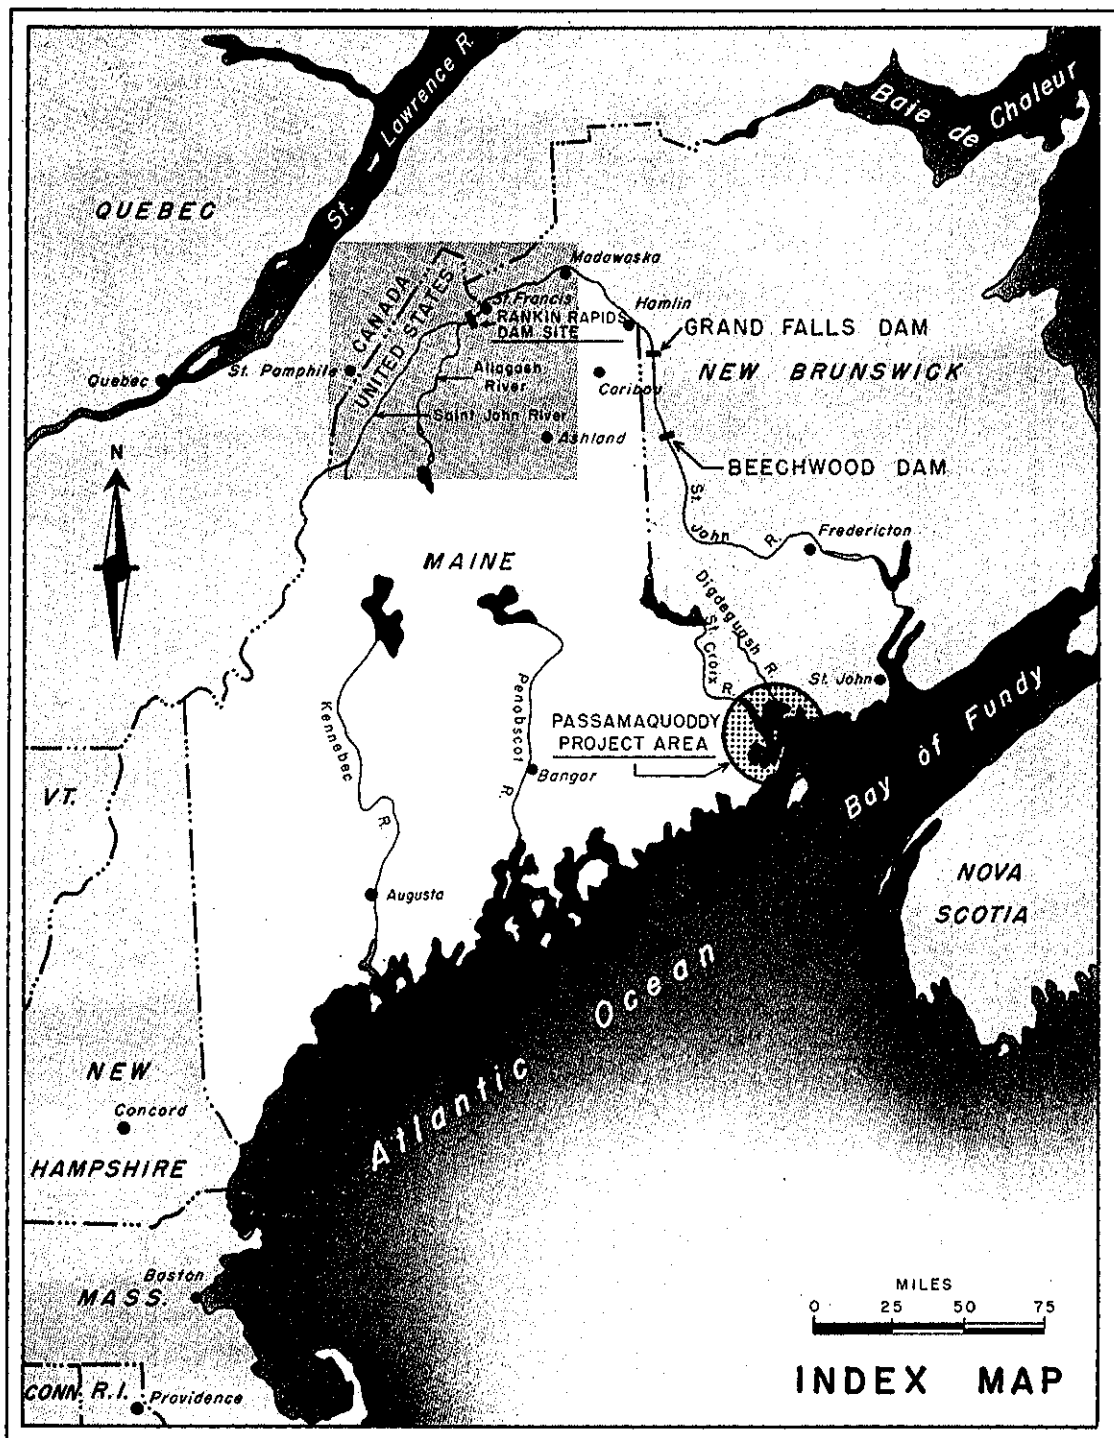 St. Lawrence R.
Baie de Chaleur
QUEBEC
CANADA
UNITED STATES
Madawaska
St. Francis
RANKIN RAPIDS
DAM SITE
Hamlin
GRAND FALLS DAM
Quebec
St. Pamphile
Allagash
River
Caribou
NEW BRUNSWICK
Saint John River
Ashland
BEECHWOOD DAM
N
St. John R.
Fredericton
MAINE
Digdeguash R.
St. Croix R.
St. John
Kennebec R.
Penobscot R.
PASSAMAQUODDY
PROJECT AREA
Bay of Fundy
VT.
Bangor
Augusta
NOVA
SCOTIA
Atlantic Ocean
NEW
Concord
HAMPSHIRE
Boston
MASS.
MILES
0 25 50 75
CONN.
R.I.
Providence
INDEX MAP